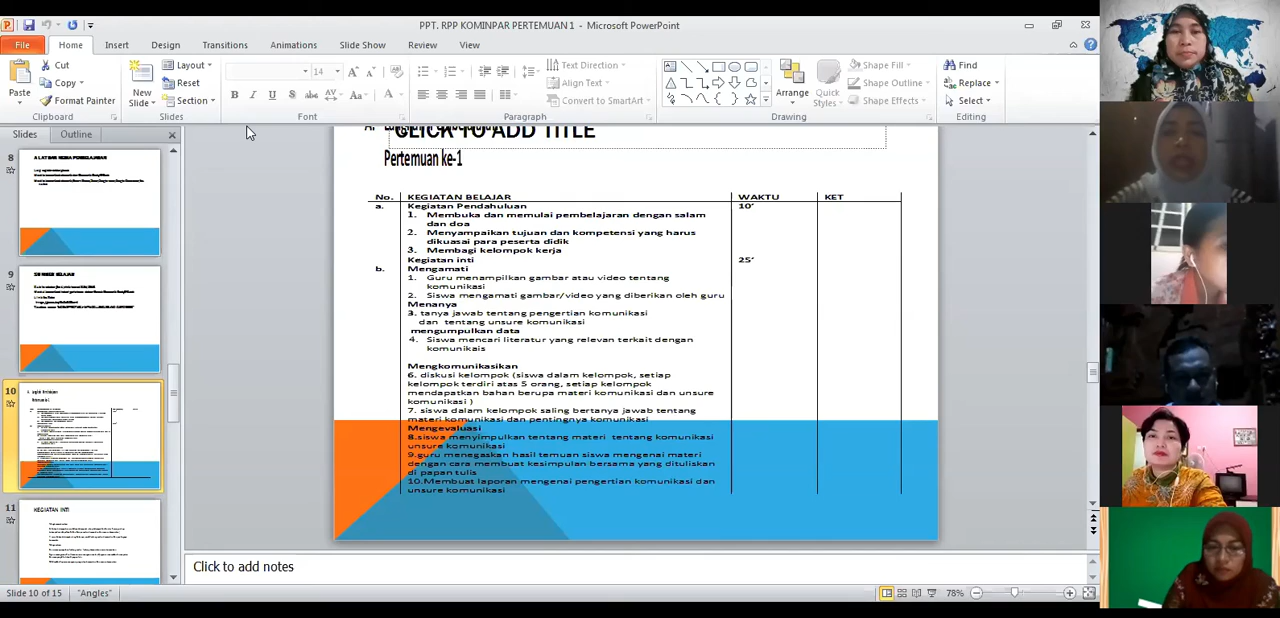 PPT. RPP KOMINPAR PERTEMUAN 1 - Microsoft PowerPoint
File Home Insert Design Transitions Animations Slide Show Review View
Cut
Copy
Format Painter
Paste
Clipboard
New
Slide
Layout
Reset
Section
Slides
14
B I U S abc AV Aa A
Font
Text Direction
Align Text
Convert to SmartArt
Paragraph
Arrange
Quick
Styles
Shape Fill
Shape Outline
Shape Effects
Drawing
Find
Replace
Select
Editing
Slides Outline
8
9
SUMBER BELAJAR
10
11
KEGIATAN INTI
CLICK TO ADD TITLE
Pertemuan ke-1
No. KEGIATAN BELAJAR WAKTU KET
a. Kegiatan Pendahuluan 10’
1. Membuka dan memulai pembelajaran dengan salam
dan doa
2. Menyampaikan tujuan dan kompetensi yang harus
dikuasai para peserta didik
3. Membagi kelompok kerja
Kegiatan inti 25’
b. Mengamati
1. Guru menampilkan gambar atau video tentang
komunikasi
2. Siswa mengamati gambar/video yang diberikan oleh guru
Menanya
3. tanya jawab tentang pengertian komunikasi
dan tentang unsure komunikasi
mengumpulkan data
4. Siswa mencari literatur yang relevan terkait dengan
komunikais
Mengkomunikasikan
6. diskusi kelompok (siswa dalam kelompok, setiap
kelompok terdiri atas 5 orang, setiap kelompok
mendapatkan bahan berupa materi komunikasi dan unsure
komunikasi )
7. siswa dalam kelompok saling bertanya jawab tentang
materi komunikasi dan pentingnya komunikasi
Mengevaluasi
8.siswa menyimpulkan tentang materi tentang komunikasi
unsure komunikasi
9.guru menegaskan hasil temuan siswa mengenai materi
dengan cara membuat kesimpulan bersama yang dituliskan
di papan tulis
10.Membuat laporan mengenai pengertian komunikasi dan
unsure komunikasi
Click to add notes
Slide 10 of 15 "Angles" 78%